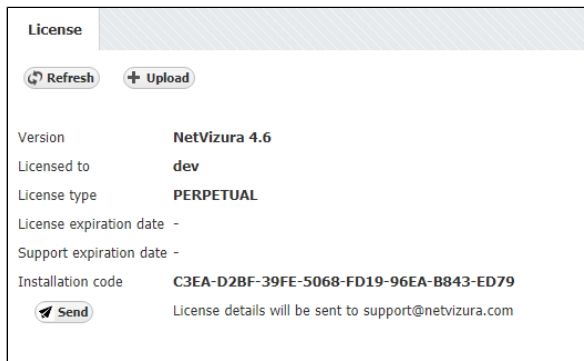 License
Refresh Upload
Version NetVizura 4.6
Licensed to dev
License type PERPETUAL
License expiration date -
Support expiration date -
Installation code C3EA-D2BF-39FE-5068-FD19-96EA-B843-ED79
Send License details will be sent to support@netvizura.com